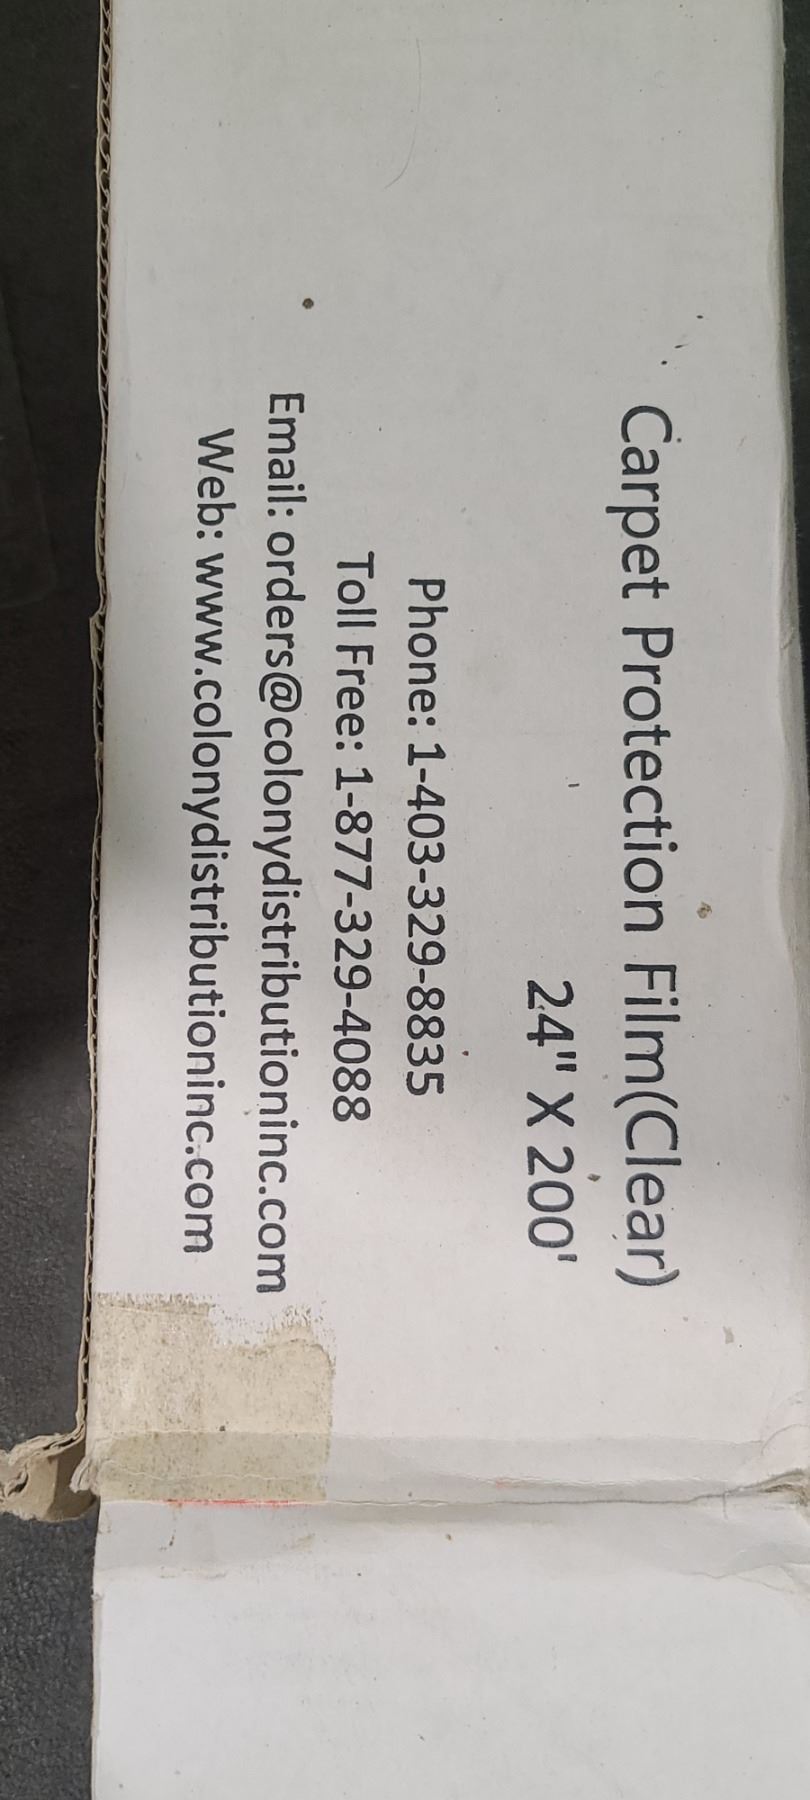 Carpet Protection Film(Clear)
24" X 200'
Phone: 1-403-329-8835
Toll Free: 1-877-329-4088
Email: orders@colonydistributioninc.com
Web: www.colonydistributioninc.com